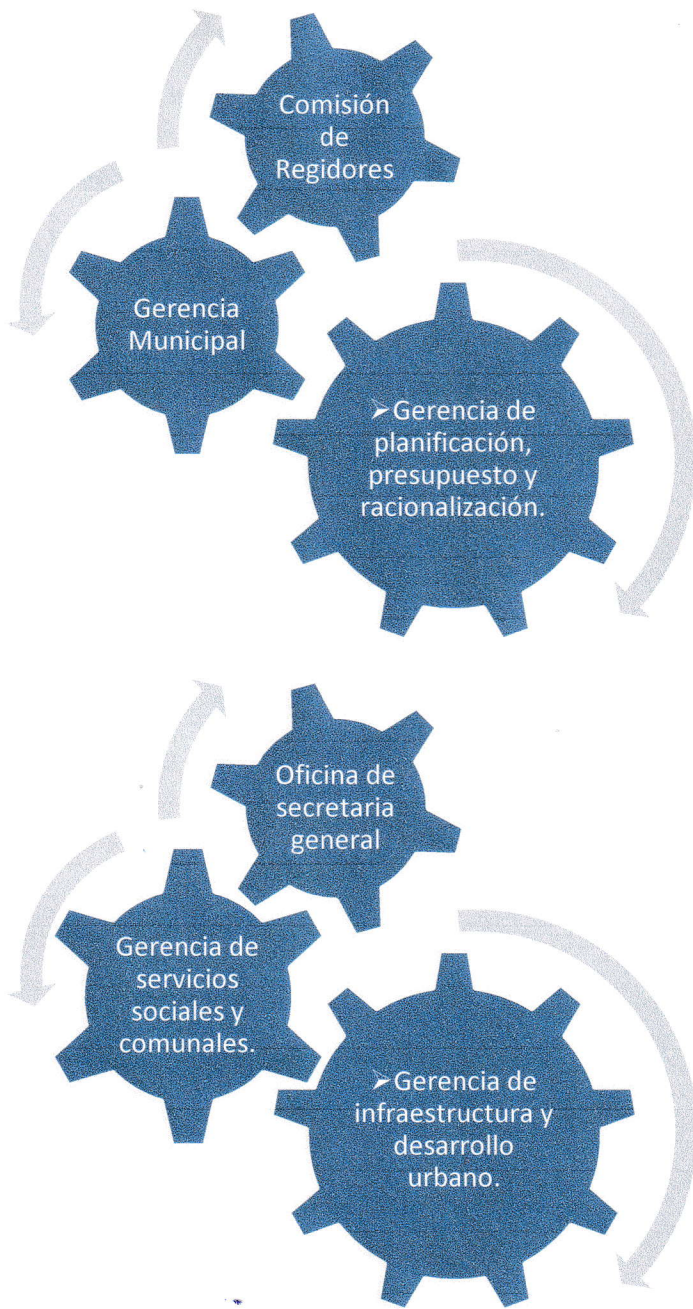 Comisión
de
Regidores
Gerencia
Municipal
➢Gerencia de
planificación,
presupuesto y
racionalización.
Oficina de
secretaria
general
Gerencia de
servicios
sociales y
comunales.
➢Gerencia de
infraestructura y
desarrollo
urbano.